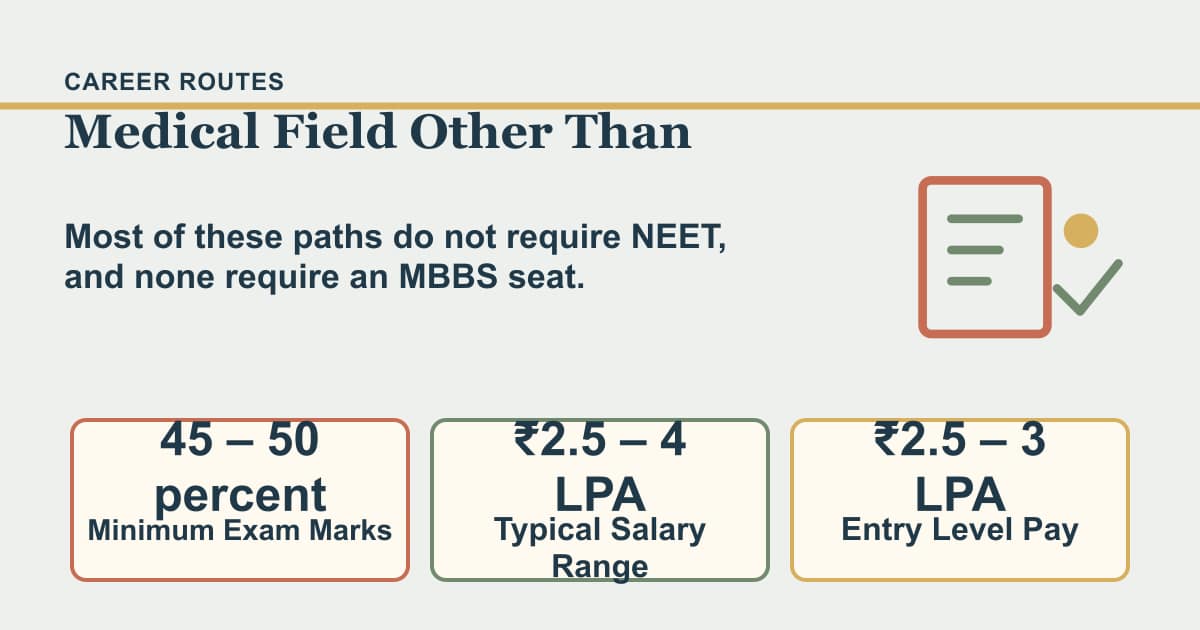 CAREER ROUTES
Medical Field Other Than
Most of these paths do not require NEET,
and none require an MBBS seat.
45 – 50
percent
Minimum Exam Marks
₹2.5 – 4
LPA
Typical Salary
Range
₹2.5 – 3
LPA
Entry Level Pay